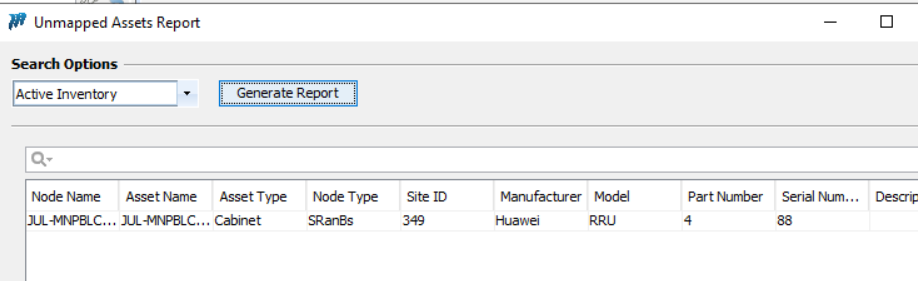 Unmapped Assets Report
Search Options
Active Inventory Generate Report
Node Name Asset Name Asset Type Node Type Site ID Manufacturer Model Part Number Serial Num... Descrip
JUL-MNPBLC... JUL-MNPBLC... Cabinet SRanBs 349 Huawei RRU 4 88